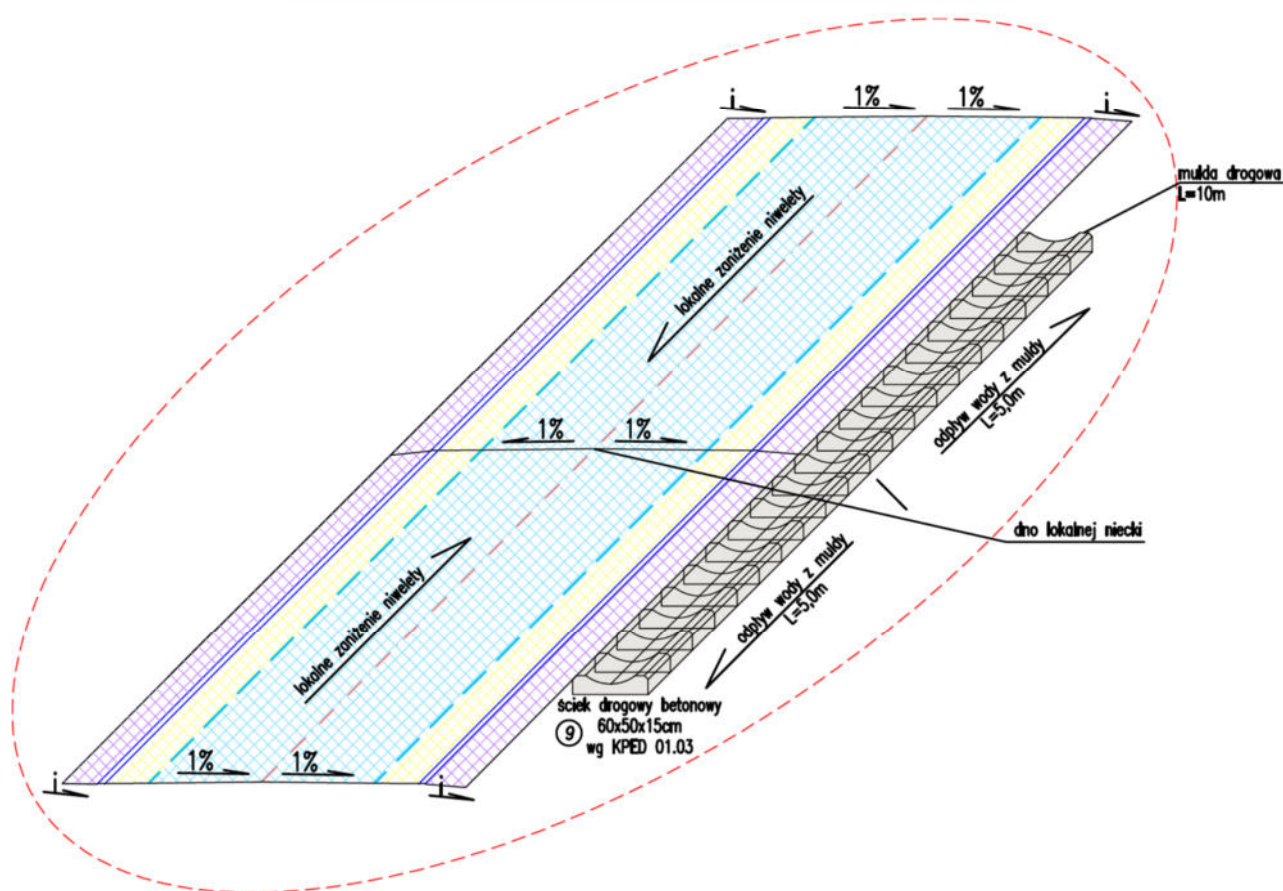 i
1%
1%
i
mulda drogowa
L=10m
lokalne zaniżenie niwelety
odpływ wody z muldy
L=5,0m
1%
1%
dno lokalnej niecki
odpływ wody z muldy
L=5,0m
lokalne zaniżenie niwelety
ściek drogowy betonowy
9 60x50x15cm
wg KPED 01.03
1%
1%
i
i